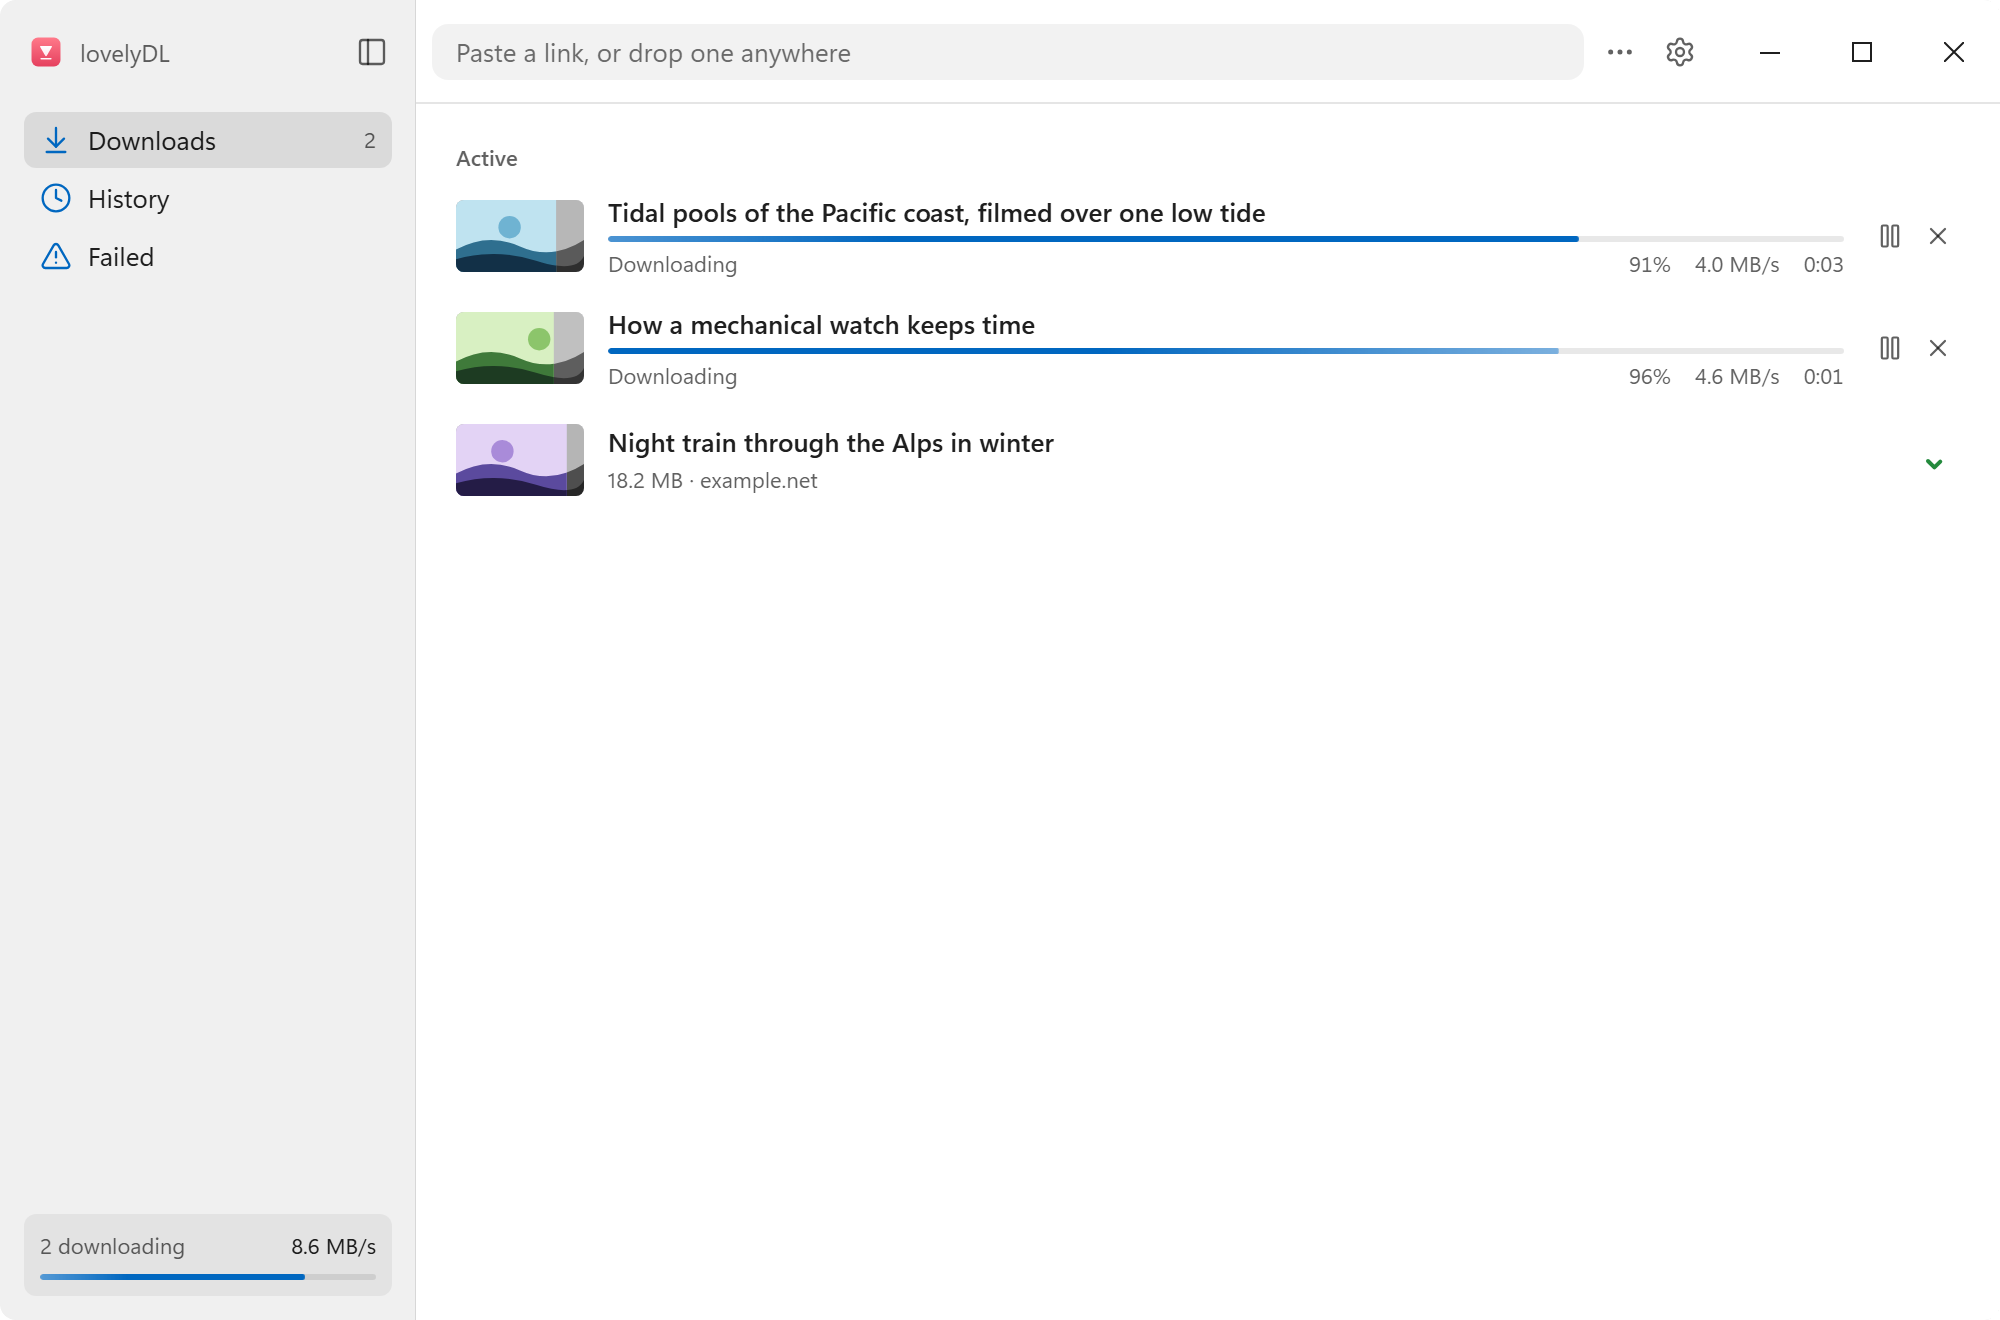 lovelyDL
Paste a link, or drop one anywhere
Downloads 2
History
Failed
Active
Tidal pools of the Pacific coast, filmed over one low tide
Downloading 91% 4.0 MB/s 0:03
How a mechanical watch keeps time
Downloading 96% 4.6 MB/s 0:01
Night train through the Alps in winter
18.2 MB · example.net
2 downloading 8.6 MB/s